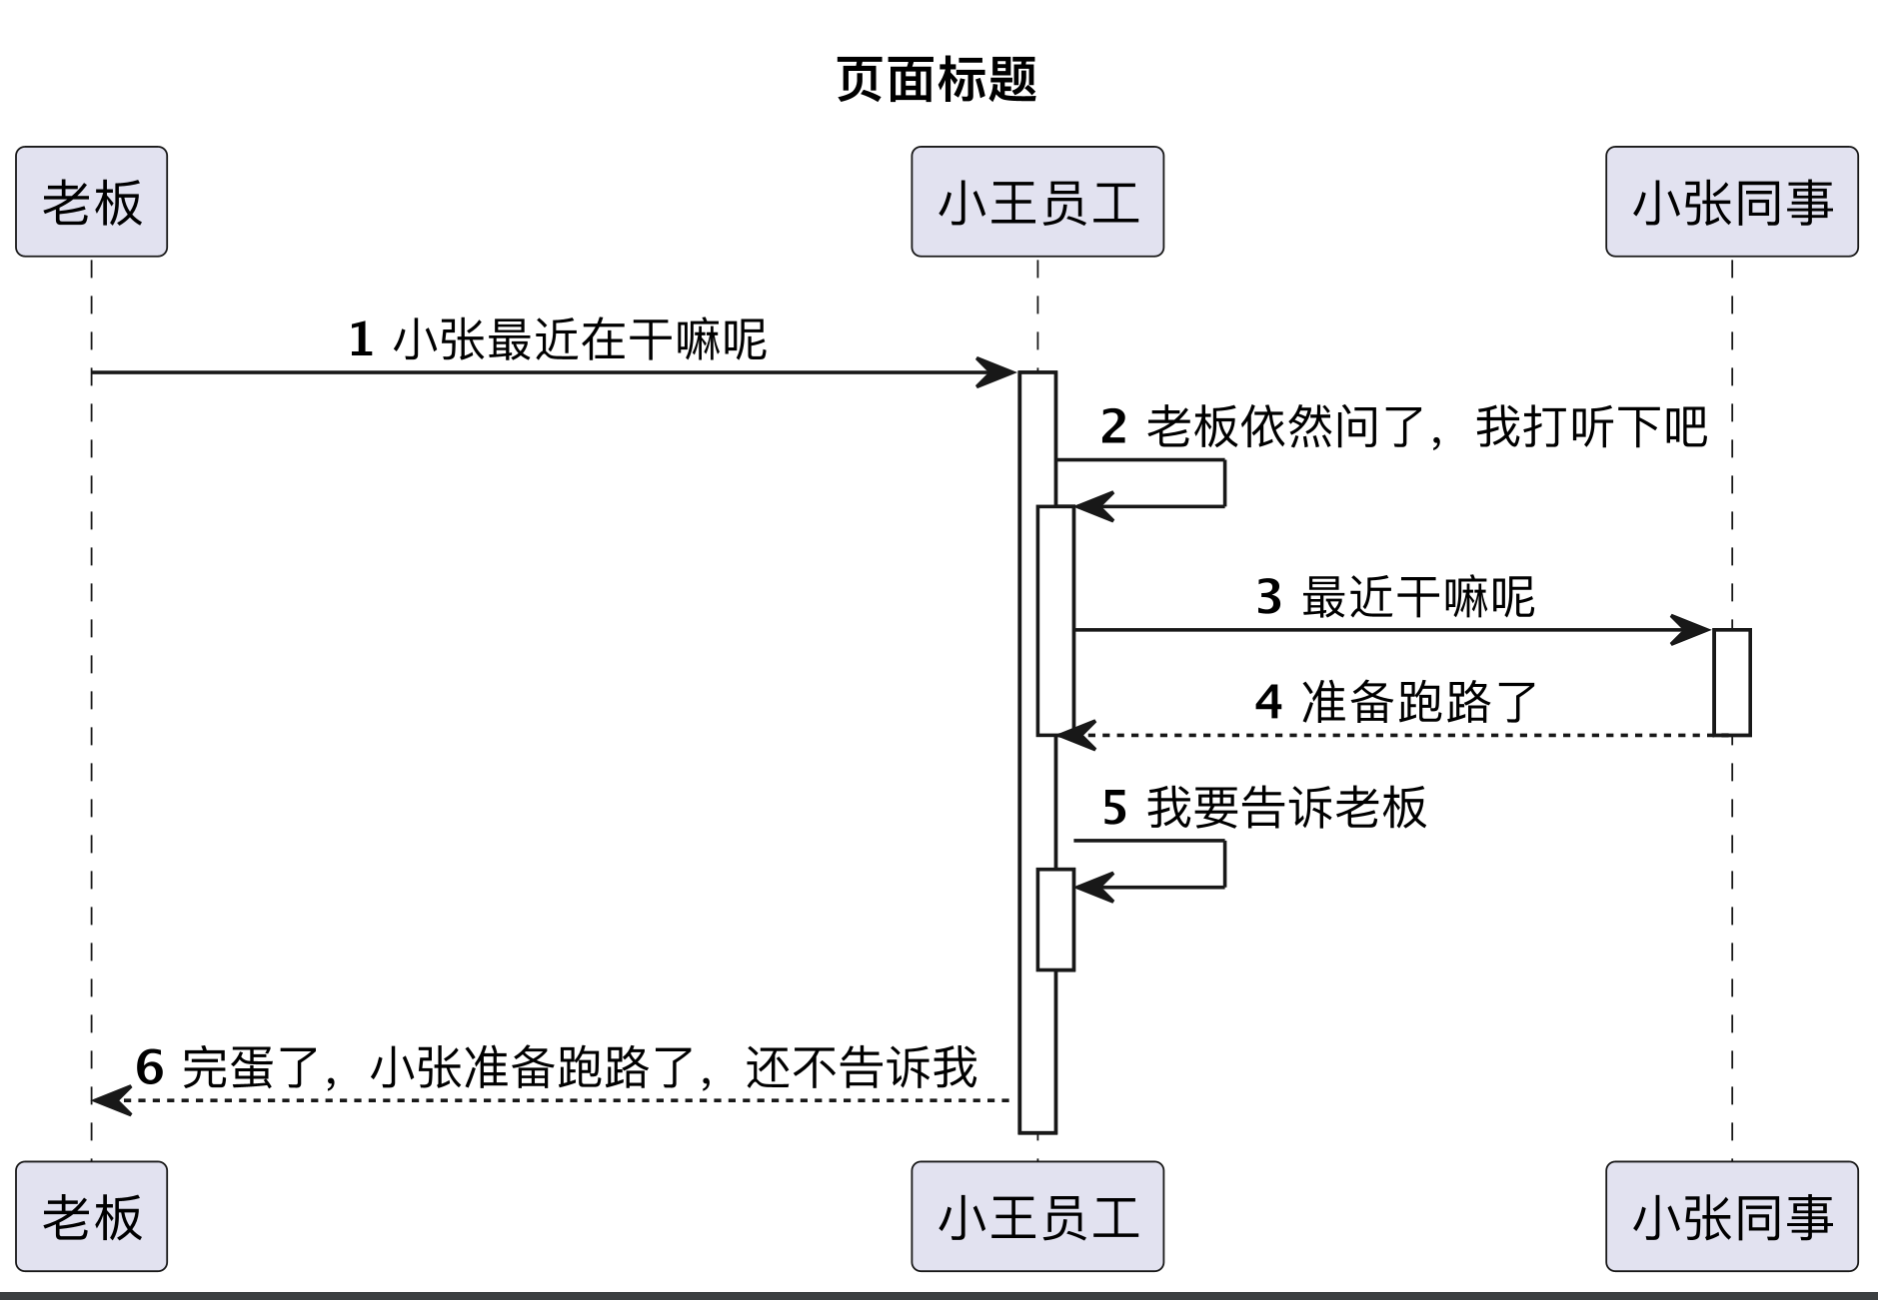 页面标题
老板
小王员工
小张同事
1 小张最近在干嘛呢
2 老板依然问了，我打听下吧
3 最近干嘛呢
4 准备跑路了
5 我要告诉老板
6 完蛋了，小张准备跑路了，还不告诉我
老板
小王员工
小张同事